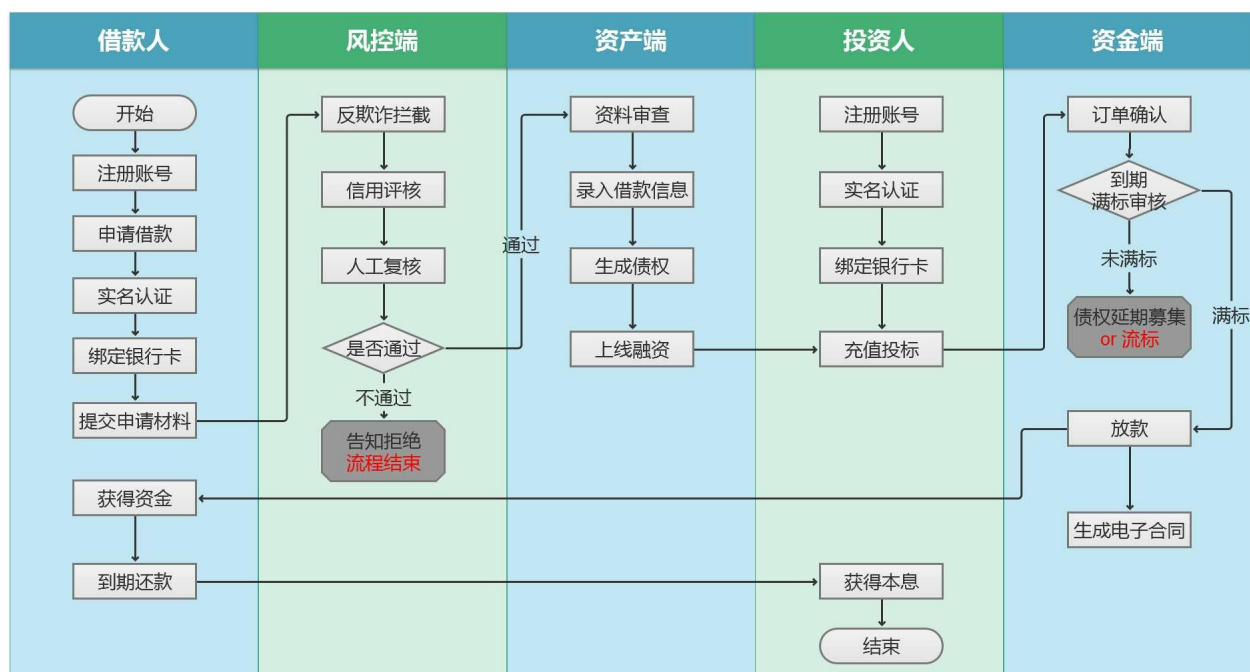 借款人
风控端
资产端
投资人
资金端
开始
注册账号
申请借款
实名认证
绑定银行卡
提交申请材料
获得资金
到期还款
反欺诈拦截
信用评核
人工复核
是否通过
不通过
告知拒绝
流程结束
通过
资料审查
录入借款信息
生成债权
上线融资
注册账号
实名认证
绑定银行卡
充值投标
获得本息
结束
订单确认
到期
满标审核
未满标
债权延期募集
or 流标
满标
放款
生成电子合同